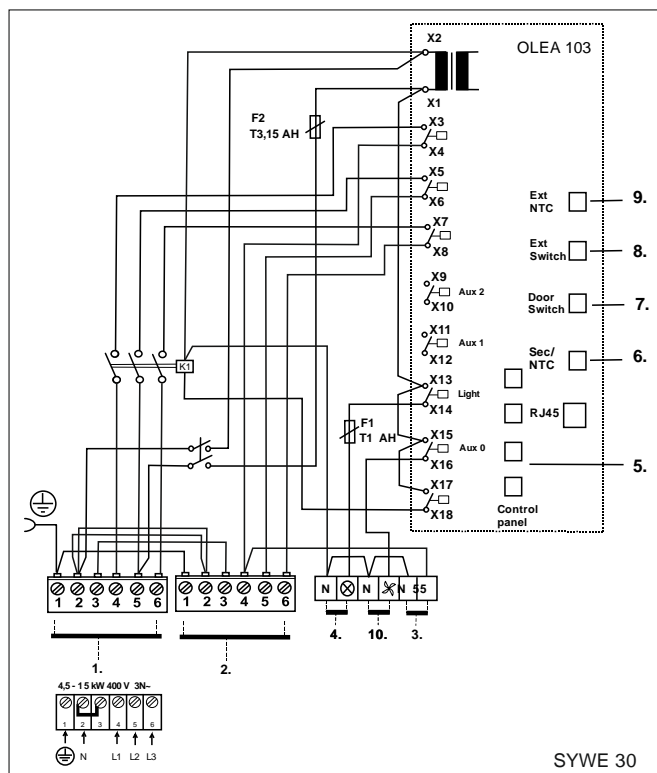 X2
OLEA 103
X1
F2
T3,15 AH
X3
X4
X5
X6
Ext
NTC
9.
X7
X8
Ext
Switch
8.
X9
X10
Aux 2
Door
Switch
7.
X11
X12
Aux 1
Sec/
NTC
6.
K1
X13
X14
Light
RJ45
F1
T1 AH
X15
X16
Aux 0
5.
X17
X18
Control
panel
1 2 3 4 5 6
1 2 3 4 5 6
N N N 55
4. 10. 3.
1. 2.
4,5 - 15 kW 400 V 3N~
1 2 3 4 5 6
N L1 L2 L3
SYWE 30